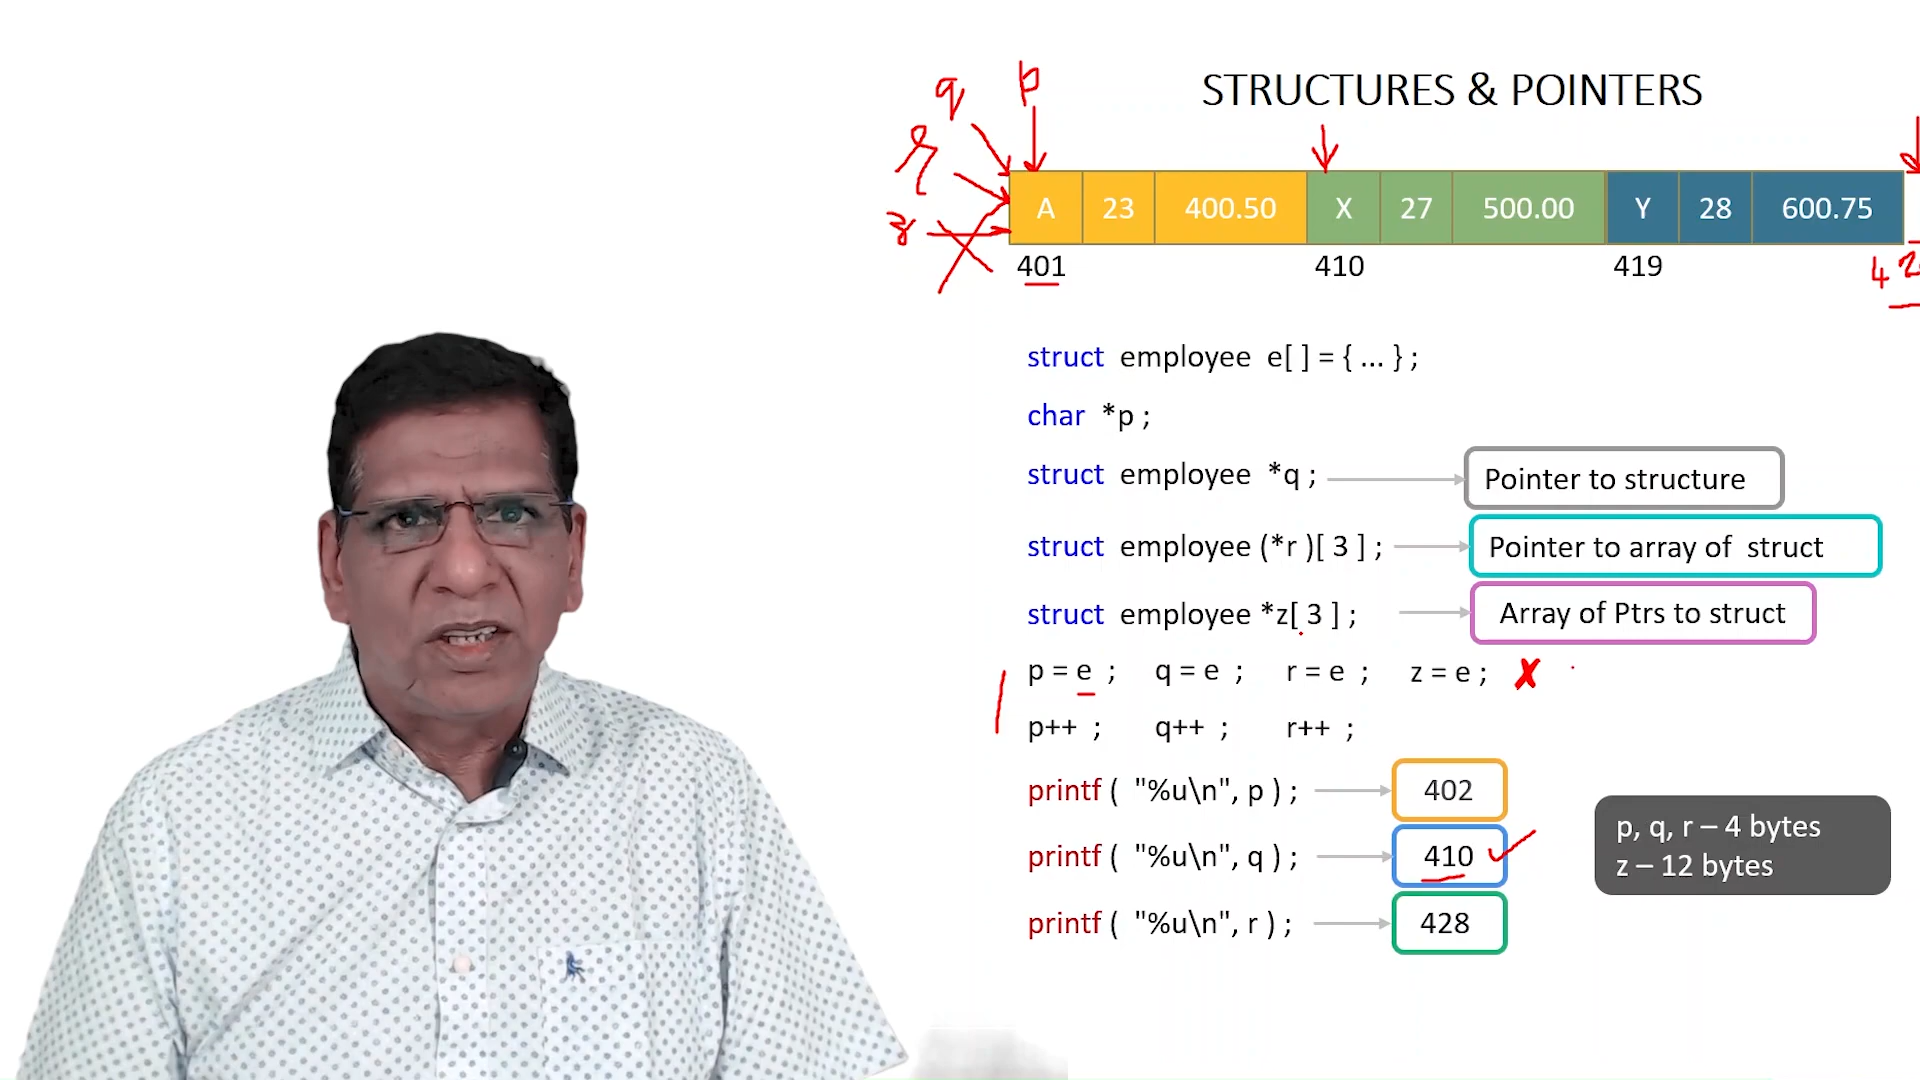 STRUCTURES & POINTERS
p
q
r
z
A 23 400.50 X 27 500.00 Y 28 600.75
401 410 419
struct employee e[ ] = { ... } ;
char *p ;
struct employee *q ; Pointer to structure
struct employee (*r )[ 3 ] ; Pointer to array of struct
struct employee *z[ 3 ] ; Array of Ptrs to struct
p = e ; q = e ; r = e ; z = e ; ✗
p++ ; q++ ; r++ ;
printf ( "%u\n", p ) ; 402
printf ( "%u\n", q ) ; 410
printf ( "%u\n", r ) ; 428
p, q, r – 4 bytes
z – 12 bytes